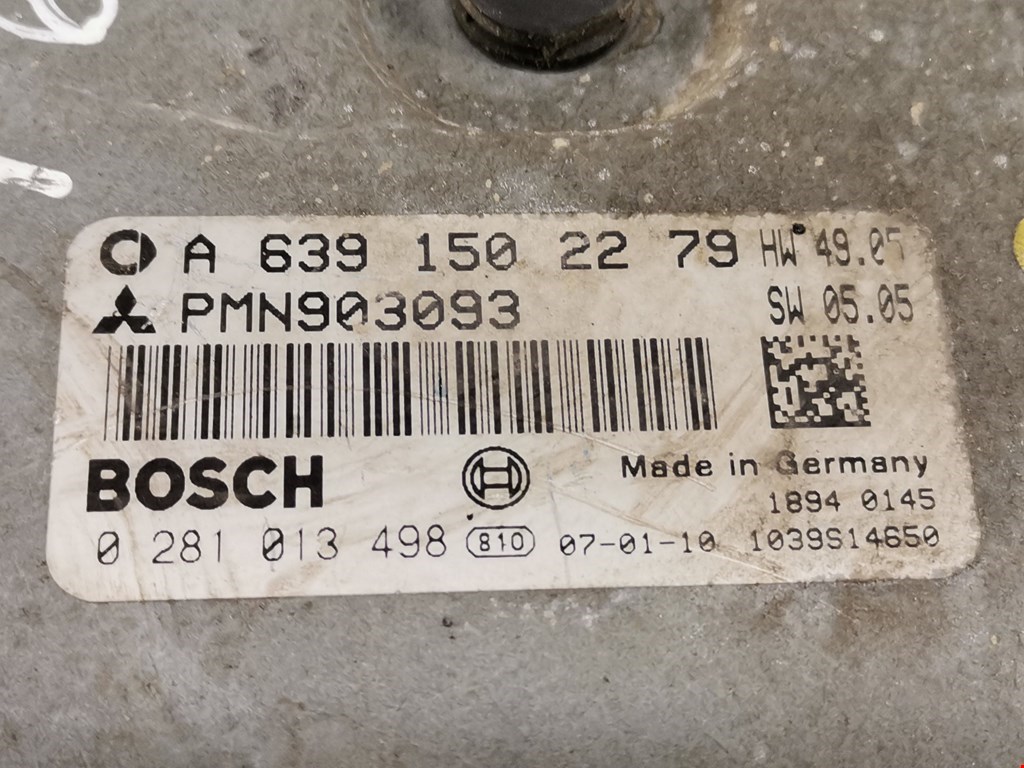 A 639 150 22 79 HW 49.05
PMN903093 SW 05.05
BOSCH
Made in Germany
1894 0145
0 281 013 498 810 07-01-10 1039S14650